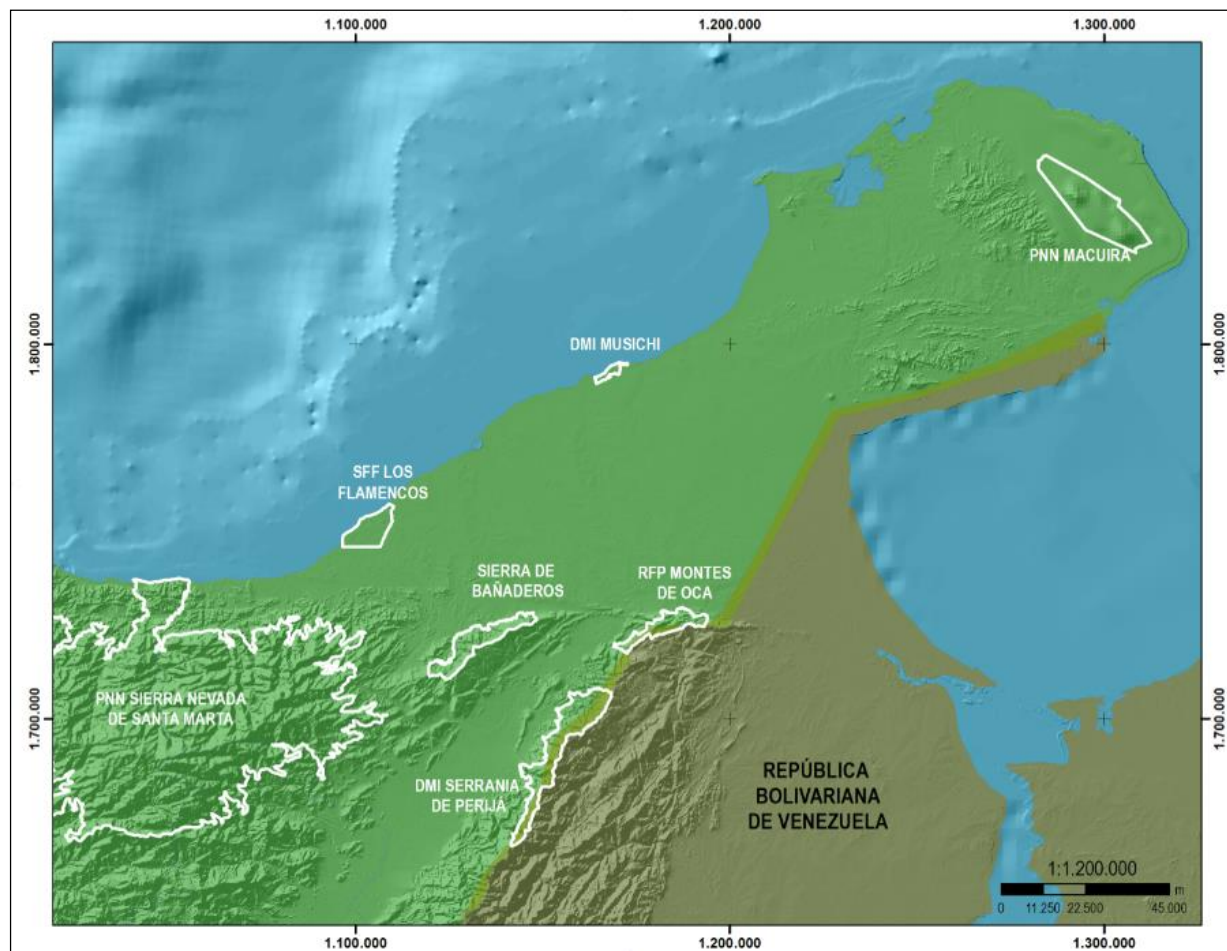 1.100.000
1.200.000
1.300.000
PNN MACUIRA
1.800.000
DMI MUSICHI
1.800.000
SFF LOS
FLAMENCOS
SIERRA DE
BAÑADEROS
RFP MONTES
DE OCA
1.700.000
PNN SIERRA NEVADA
DE SANTA MARTA
1.700.000
DMI SERRANIA
DE PERIJÁ
REPÚBLICA
BOLIVARIANA
DE VENEZUELA
1:1.200.000
m
0 11.250 22.500 45.000
1.100.000
1.200.000
1.300.000